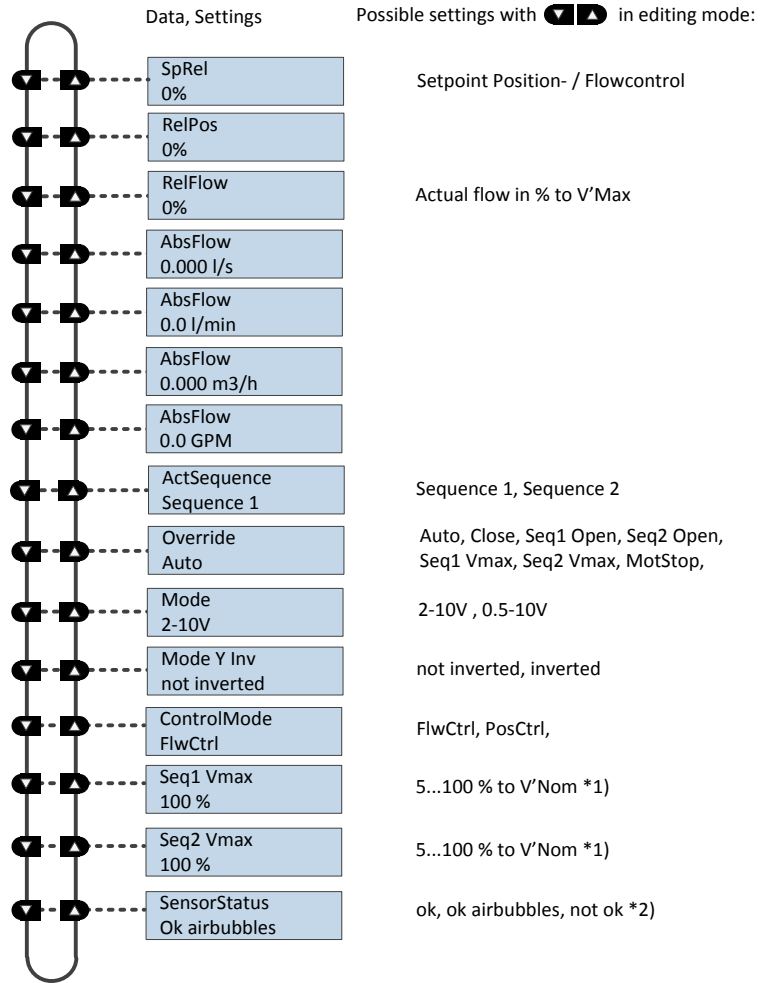 Data, Settings
Possible settings with in editing mode:
SpRel
0%
Setpoint Position- / Flowcontrol
RelPos
0%
RelFlow
0%
Actual flow in % to V'Max
AbsFlow
0.000 l/s
AbsFlow
0.0 l/min
AbsFlow
0.000 m3/h
AbsFlow
0.0 GPM
ActSequence
Sequence 1
Sequence 1, Sequence 2
Override
Auto
Auto, Close, Seq1 Open, Seq2 Open,
Seq1 Vmax, Seq2 Vmax, MotStop,
Mode
2-10V
2-10V , 0.5-10V
Mode Y Inv
not inverted
not inverted, inverted
ControlMode
FlwCtrl
FlwCtrl, PosCtrl,
Seq1 Vmax
100 %
5...100 % to V'Nom *1)
Seq2 Vmax
100 %
5...100 % to V'Nom *1)
SensorStatus
Ok airbubbles
ok, ok airbubbles, not ok *2)